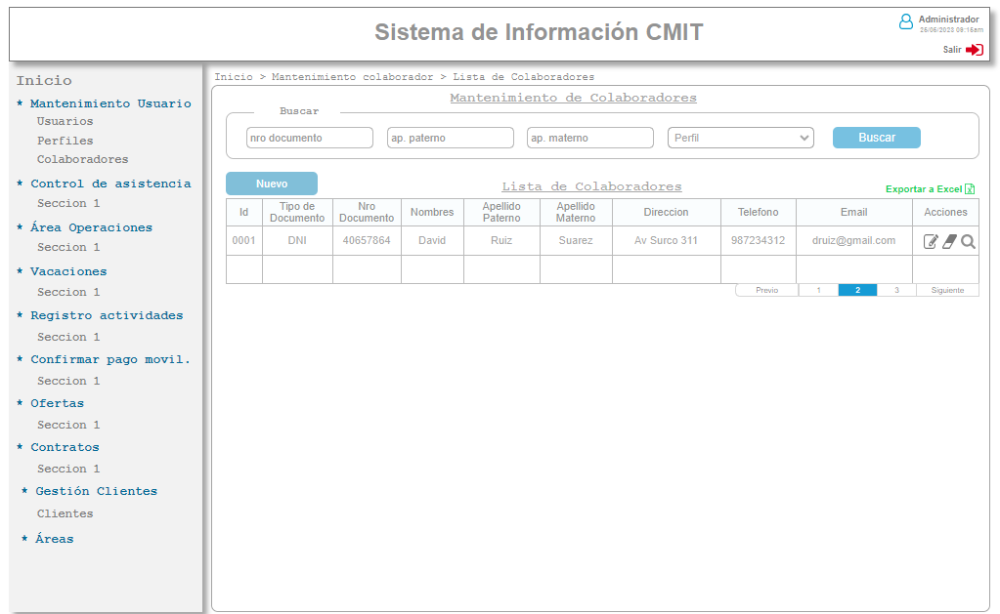 Sistema de Información CMIT
Administrador
26/06/2023 09:15am
Salir
Inicio
* Mantenimiento Usuario
Usuarios
Perfiles
Colaboradores
* Control de asistencia
Seccion 1
* Área Operaciones
Seccion 1
* Vacaciones
Seccion 1
* Registro actividades
Seccion 1
* Confirmar pago movil.
Seccion 1
* Ofertas
Seccion 1
* Contratos
Seccion 1
* Gestión Clientes
Clientes
* Áreas
Inicio > Mantenimiento colaborador > Lista de Colaboradores
Mantenimiento de Colaboradores
Buscar
nro documento ap. paterno ap. materno Perfil Buscar
Nuevo Lista de Colaboradores Exportar a Excel
Id Tipo de Documento Nro Documento Nombres Apellido Paterno Apellido Materno Direccion Telefono Email Acciones
0001 DNI 40657864 David Ruiz Suarez Av Surco 311 987234312 druiz@gmail.com
Previo 1 2 3 Siguiente